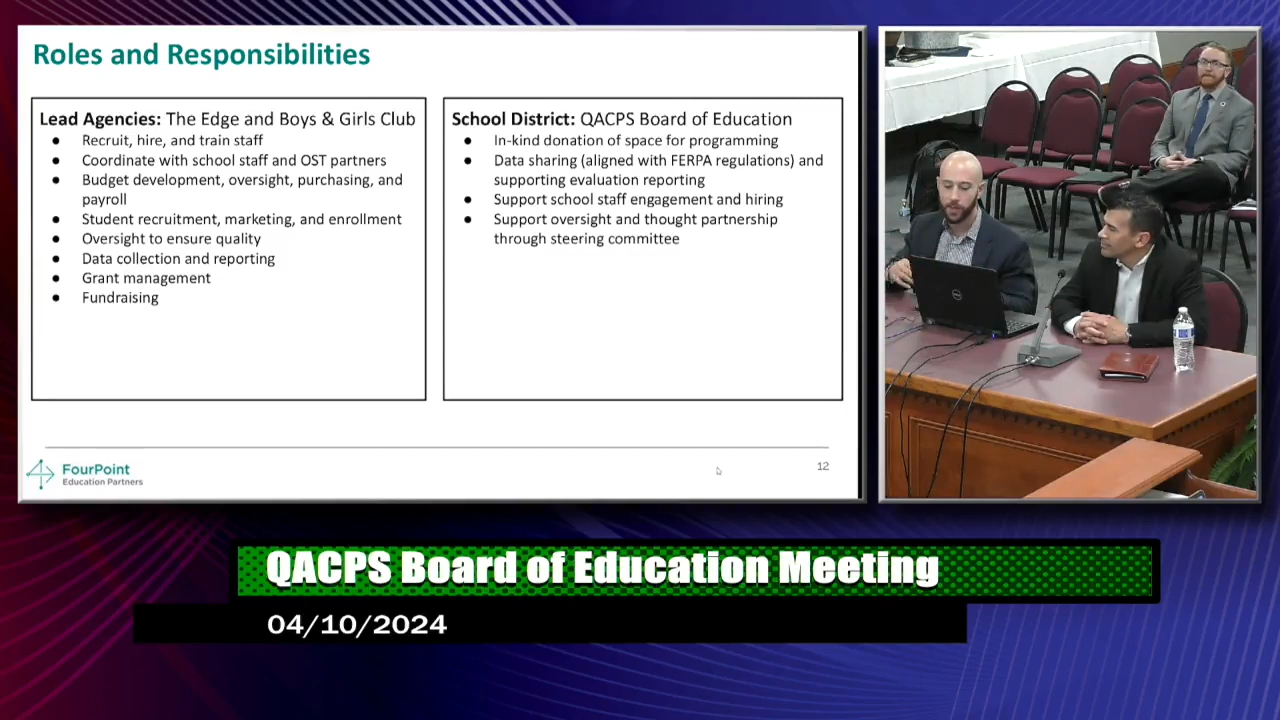 Roles and Responsibilities
Lead Agencies: The Edge and Boys & Girls Club
● Recruit, hire, and train staff
● Coordinate with school staff and OST partners
● Budget development, oversight, purchasing, and
payroll
● Student recruitment, marketing, and enrollment
● Oversight to ensure quality
● Data collection and reporting
● Grant management
● Fundraising
School District: QACPS Board of Education
● In-kind donation of space for programming
● Data sharing (aligned with FERPA regulations) and
supporting evaluation reporting
● Support school staff engagement and hiring
● Support oversight and thought partnership
through steering committee
FourPoint
Education Partners
12
QACPS Board of Education Meeting
04/10/2024